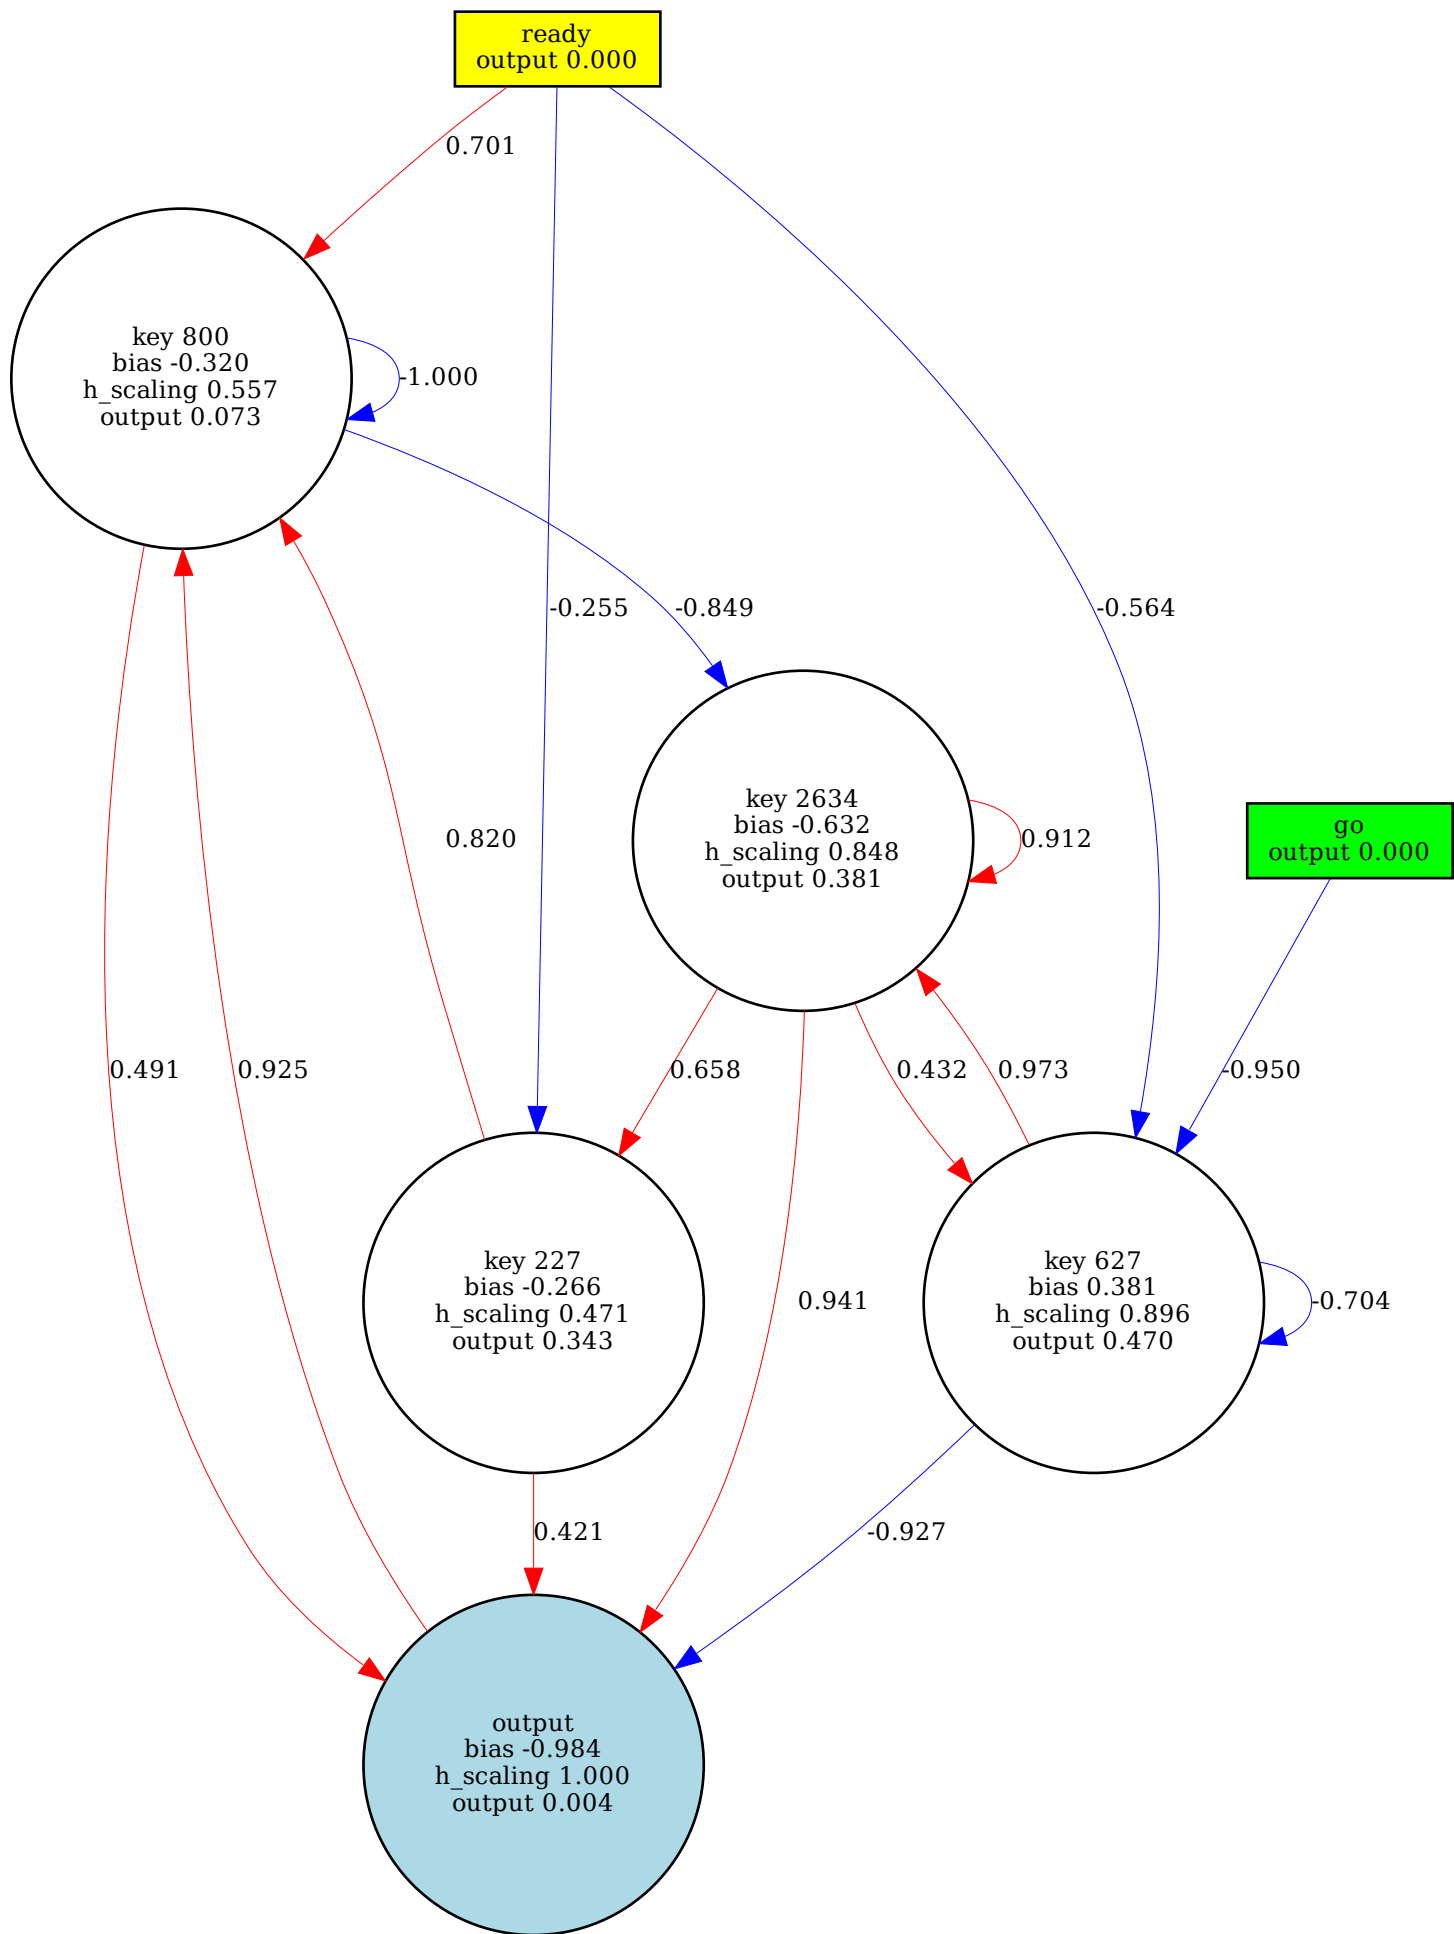 ready
output 0.000
0.701
key 800
bias -0.320
h_scaling 0.557
output 0.073
-1.000
-0.255
-0.849
-0.564
key 2634
bias -0.632
h_scaling 0.848
output 0.381
0.912
go
output 0.000
0.820
0.491
0.925
0.658
0.432
0.973
-0.950
key 227
bias -0.266
h_scaling 0.471
output 0.343
0.941
key 627
bias 0.381
h_scaling 0.896
output 0.470
-0.704
0.421
-0.927
output
bias -0.984
h_scaling 1.000
output 0.004